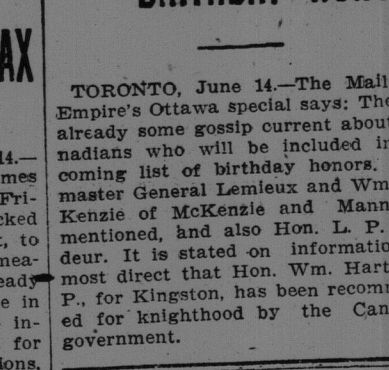 AX
14.—
mes
Fri-
cked
, to
mea-
eady
e in
in-
for
ions.
TORONTO, June 14.—The Mail
Empire's Ottawa special says: The
already some gossip current about
nadians who will be included in
coming list of birthday honors.
master General Lemieux and Wm
Kenzie of McKenzie and Mann
mentioned, and also Hon. L. P.
deur. It is stated on informatio
most direct that Hon. Wm. Hart
P., for Kingston, has been recomm
ed for knighthood by the Can
government.